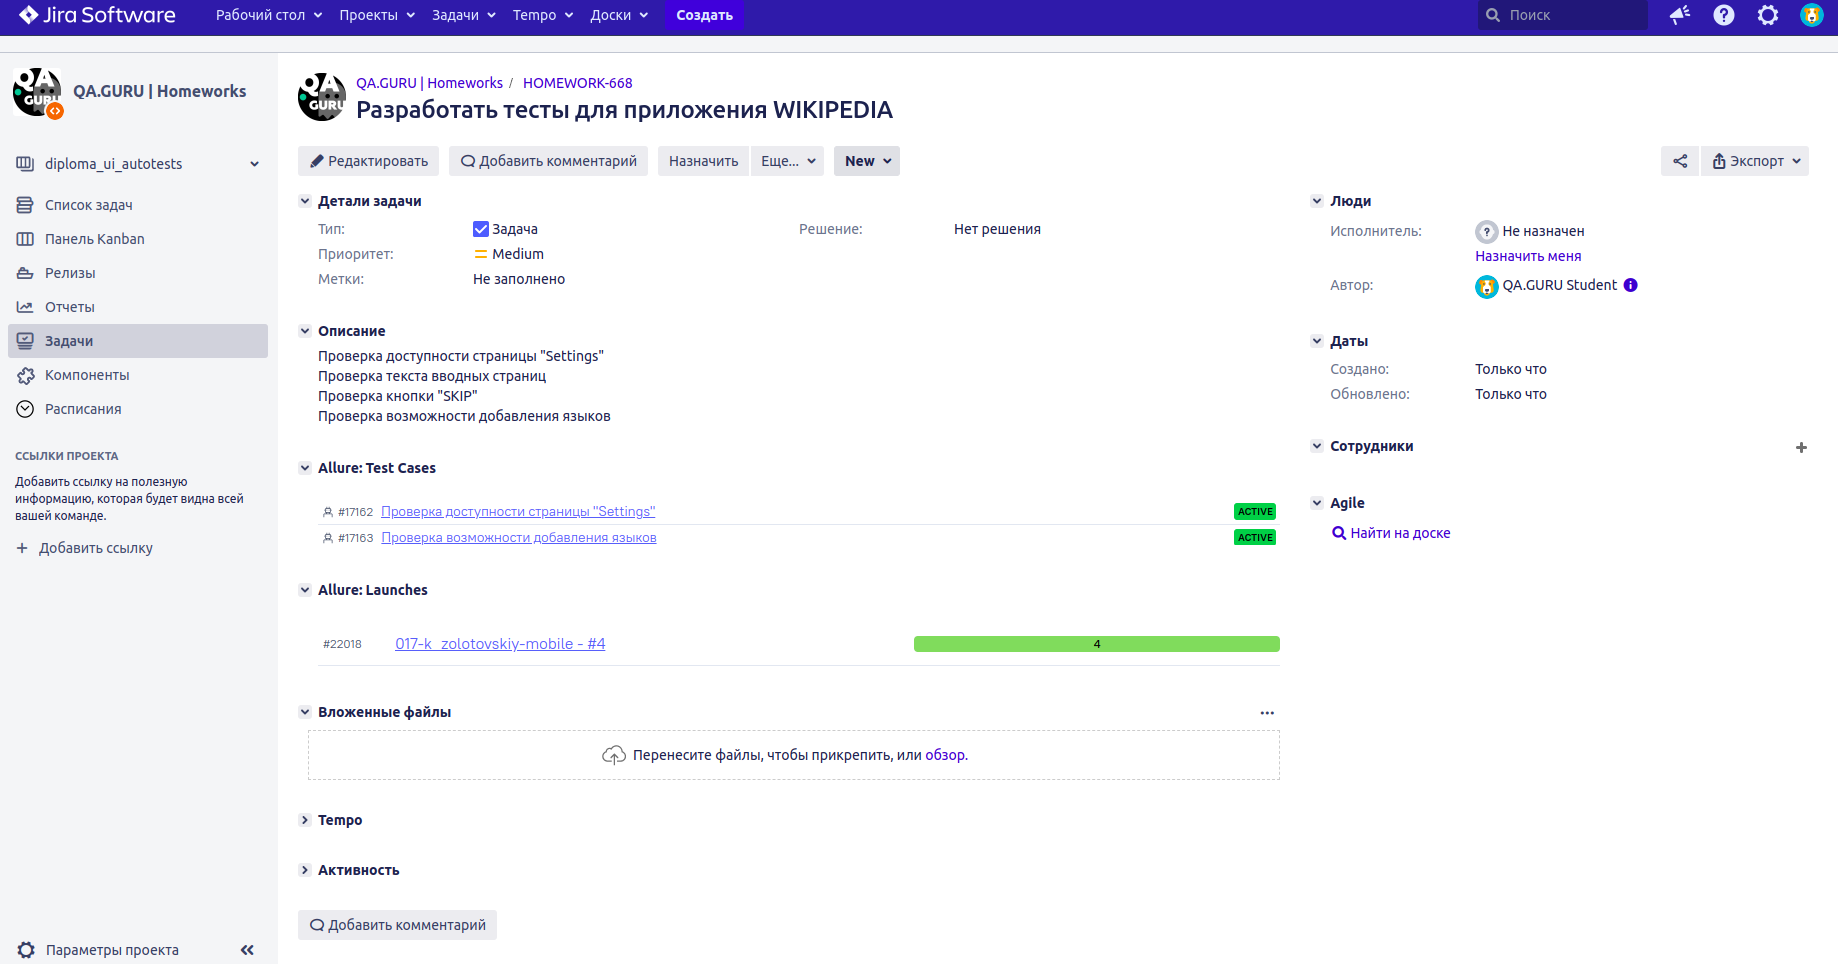 Jira Software
Рабочий стол
Проекты
Задачи
Tempo
Доски
Создать
Поиск
QA GURU
QA.GURU | Homeworks
diploma_ui_autotests
Список задач
Панель Kanban
Релизы
Отчеты
Задачи
Компоненты
Расписания
ССЫЛКИ ПРОЕКТА
Добавить ссылку на полезную
информацию, которая будет видна всей
вашей команде.
+ Добавить ссылку
Параметры проекта
QA GURU
QA.GURU | Homeworks / HOMEWORK-668
Разработать тесты для приложения WIKIPEDIA
Редактировать
Добавить комментарий
Назначить
Еще...
New
Экспорт
Детали задачи
Тип: Задача
Решение: Нет решения
Приоритет: Medium
Метки: Не заполнено
Описание
Проверка доступности страницы "Settings"
Проверка текста вводных страниц
Проверка кнопки "SKIP"
Проверка возможности добавления языков
Allure: Test Cases
#17162 Проверка доступности страницы "Settings" ACTIVE
#17163 Проверка возможности добавления языков ACTIVE
Allure: Launches
#22018 017-k_zolotovskiy-mobile - #4 4
Вложенные файлы
Перенесите файлы, чтобы прикрепить, или обзор.
Tempo
Активность
Добавить комментарий
Люди
Исполнитель: Не назначен
Назначить меня
Автор: QA.GURU Student
Даты
Создано: Только что
Обновлено: Только что
Сотрудники
Agile
Найти на доске